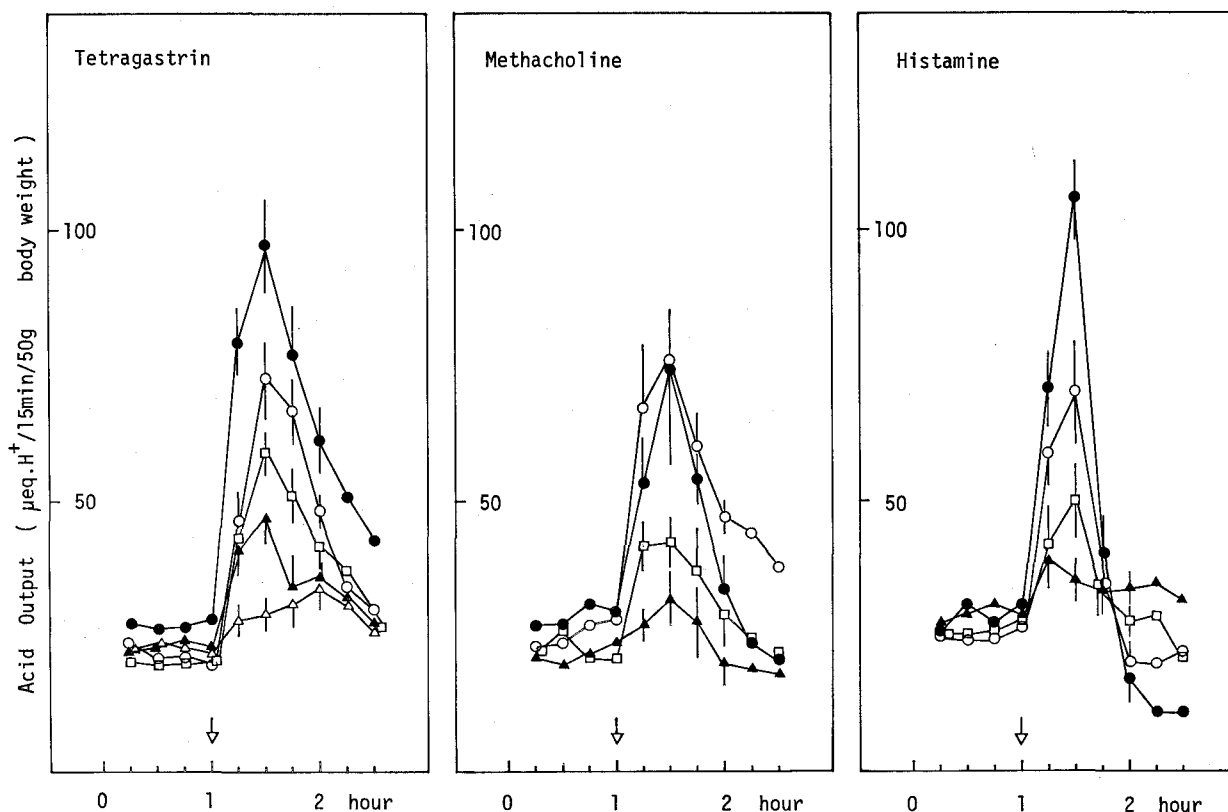 Tetragastrin
Methacholine
Histamine
Acid Output ( μeq.H⁺/15min/50g body weight )
100
50
0 1 2 hour
100
50
0 1 2 hour
100
50
0 1 2 hour